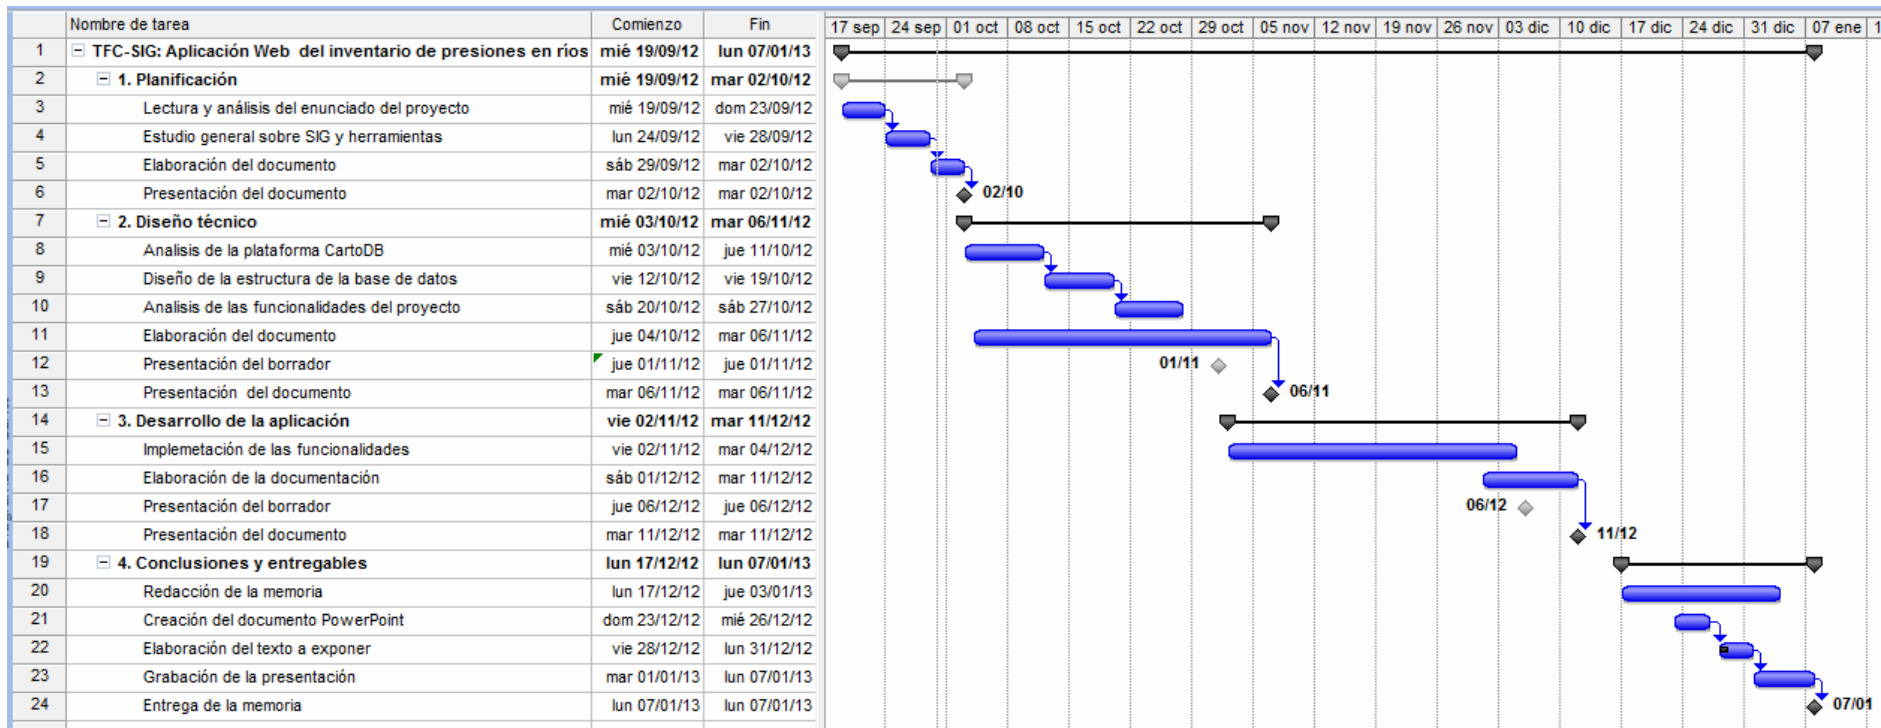 Nombre de tarea Comienzo Fin 17 sep 24 sep 01 oct 08 oct 15 oct 22 oct 29 oct 05 nov 12 nov 19 nov 26 nov 03 dic 10 dic 17 dic 24 dic 31 dic 07 ene 1
1 TFC-SIG: Aplicación Web del inventario de presiones en ríos mié 19/09/12 lun 07/01/13
2 1. Planificación mié 19/09/12 mar 02/10/12
3 Lectura y análisis del enunciado del proyecto mié 19/09/12 dom 23/09/12
4 Estudio general sobre SIG y herramientas lun 24/09/12 vie 28/09/12
5 Elaboración del documento sáb 29/09/12 mar 02/10/12
6 Presentación del documento mar 02/10/12 mar 02/10/12 02/10
7 2. Diseño técnico mié 03/10/12 mar 06/11/12
8 Analisis de la plataforma CartoDB mié 03/10/12 jue 11/10/12
9 Diseño de la estructura de la base de datos vie 12/10/12 vie 19/10/12
10 Analisis de las funcionalidades del proyecto sáb 20/10/12 sáb 27/10/12
11 Elaboración del documento jue 04/10/12 mar 06/11/12
12 Presentación del borrador jue 01/11/12 jue 01/11/12 01/11
13 Presentación del documento mar 06/11/12 mar 06/11/12 06/11
14 3. Desarrollo de la aplicación vie 02/11/12 mar 11/12/12
15 Implemetación de las funcionalidades vie 02/11/12 mar 04/12/12
16 Elaboración de la documentación sáb 01/12/12 mar 11/12/12
17 Presentación del borrador jue 06/12/12 jue 06/12/12 06/12
18 Presentación del documento mar 11/12/12 mar 11/12/12 11/12
19 4. Conclusiones y entregables lun 17/12/12 lun 07/01/13
20 Redacción de la memoria lun 17/12/12 jue 03/01/13
21 Creación del documento PowerPoint dom 23/12/12 mié 26/12/12
22 Elaboración del texto a exponer vie 28/12/12 lun 31/12/12
23 Grabación de la presentación mar 01/01/13 lun 07/01/13
24 Entrega de la memoria lun 07/01/13 lun 07/01/13 07/01